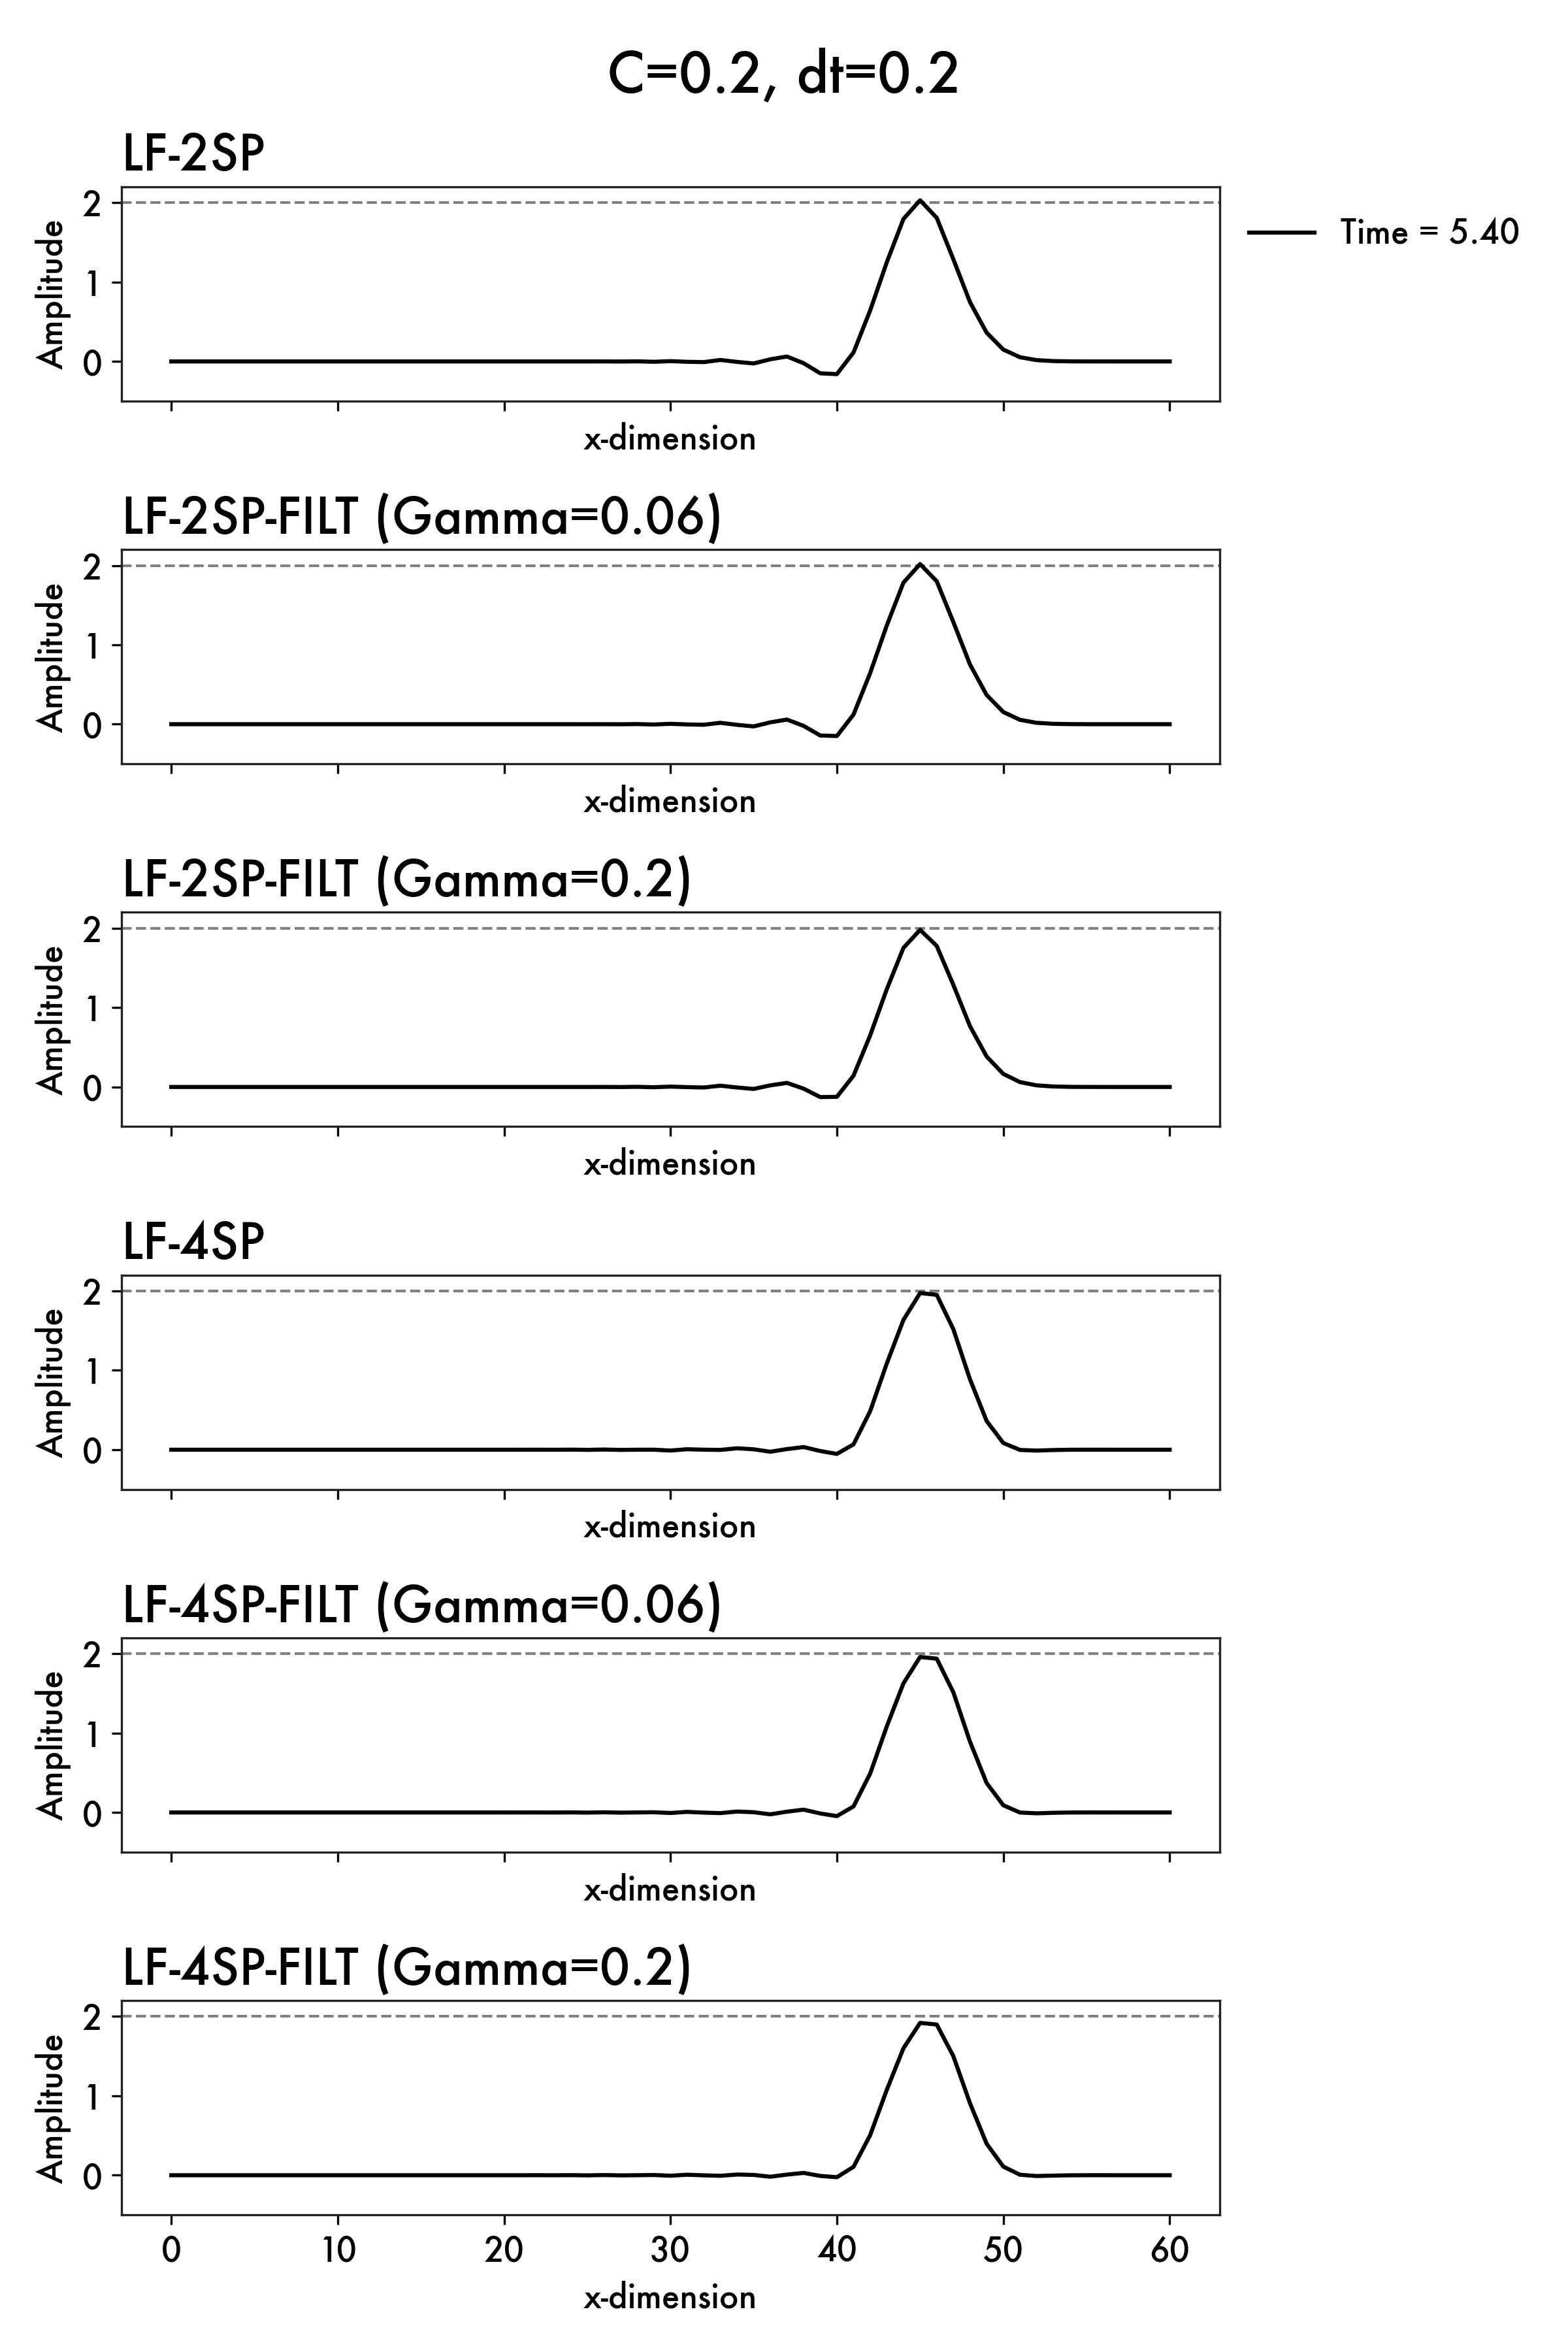 C=0.2, dt=0.2
LF-2SP
2
1
0
Amplitude
x-dimension
Time = 5.40
LF-2SP-FILT (Gamma=0.06)
2
1
0
Amplitude
x-dimension
LF-2SP-FILT (Gamma=0.2)
2
1
0
Amplitude
x-dimension
LF-4SP
2
1
0
Amplitude
x-dimension
LF-4SP-FILT (Gamma=0.06)
2
1
0
Amplitude
x-dimension
LF-4SP-FILT (Gamma=0.2)
2
1
0
Amplitude
0 10 20 30 40 50 60
x-dimension